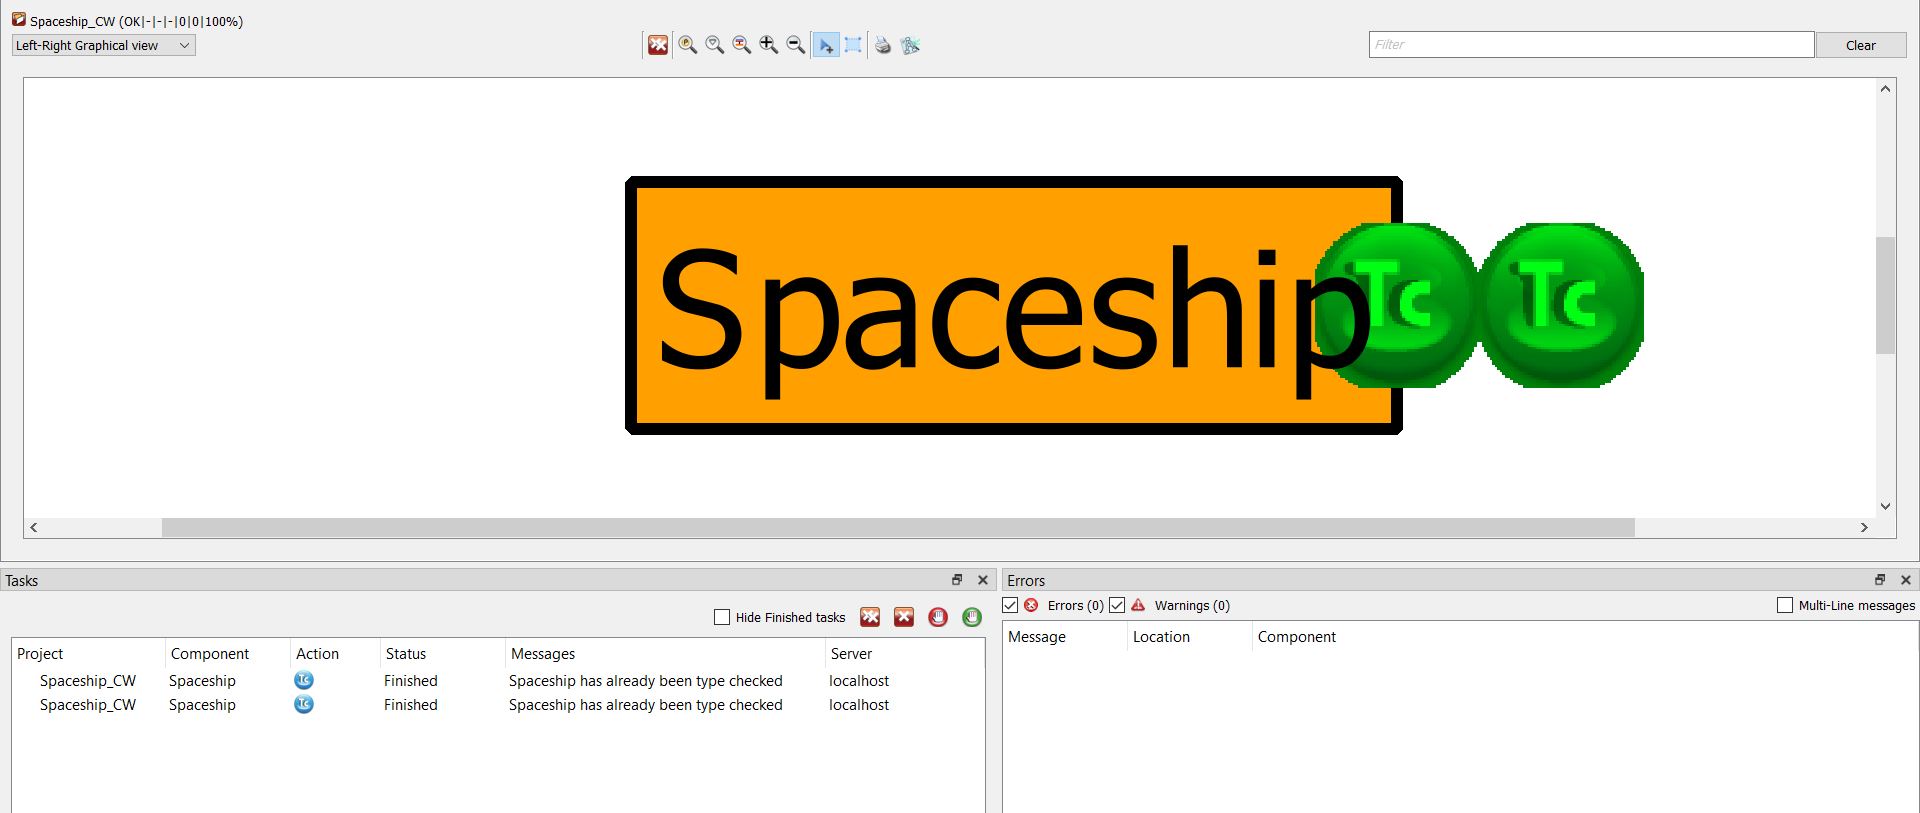 Spaceship_CW (OK|-|-|-|0|0|100%)
Left-Right Graphical view
Filter
Clear
Spaceship
Tc Tc
Tasks
Hide Finished tasks
Project Component Action Status Messages Server
Spaceship_CW Spaceship Tc Finished Spaceship has already been type checked localhost
Spaceship_CW Spaceship Tc Finished Spaceship has already been type checked localhost
Errors
Errors (0) Warnings (0) Multi-Line messages
Message Location Component